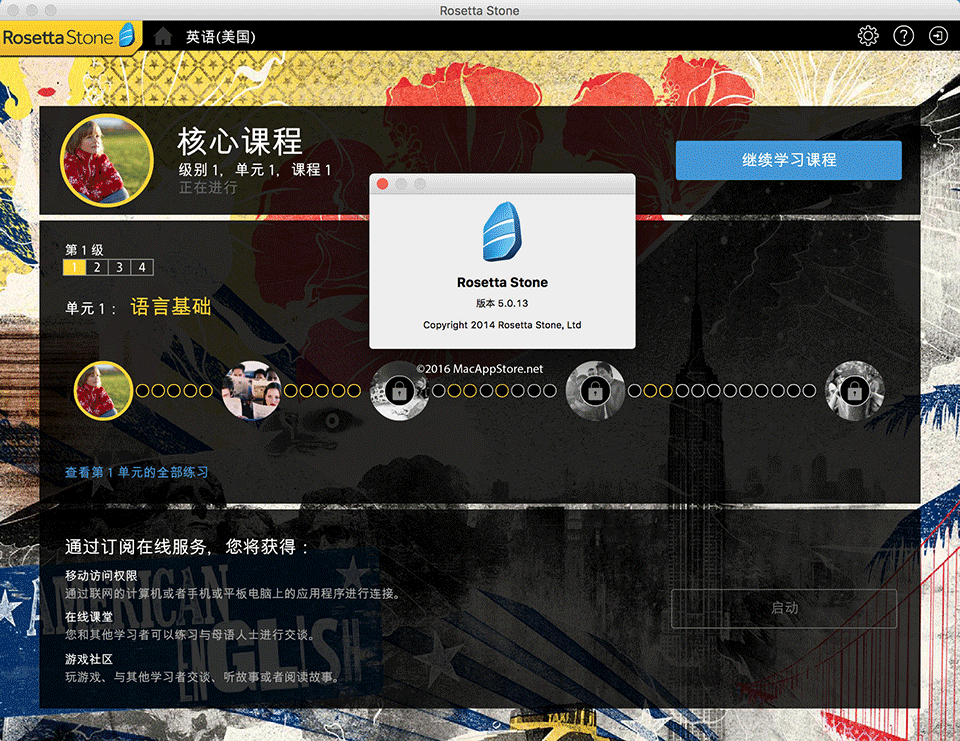 Rosetta Stone
RosettaStone
英语(美国)
核心课程
级别 1, 单元 1, 课程 1
正在进行
继续学习课程
Rosetta Stone
版本 5.0.13
Copyright 2014 Rosetta Stone, Ltd
©2016 MacAppStore.net
第 1 级
1 2 3 4
单元 1： 语言基础
查看第 1 单元的全部练习
通过订阅在线服务, 您将获得：
移动访问权限
通过联网的计算机或者手机或平板电脑上的应用程序进行连接。
在线课堂
您和其他学习者可以练习与母语人士进行交谈。
游戏社区
玩游戏、与其他学习者交谈、听故事或者阅读故事。
启动
AMERICAN
ENGLISH
TAXI